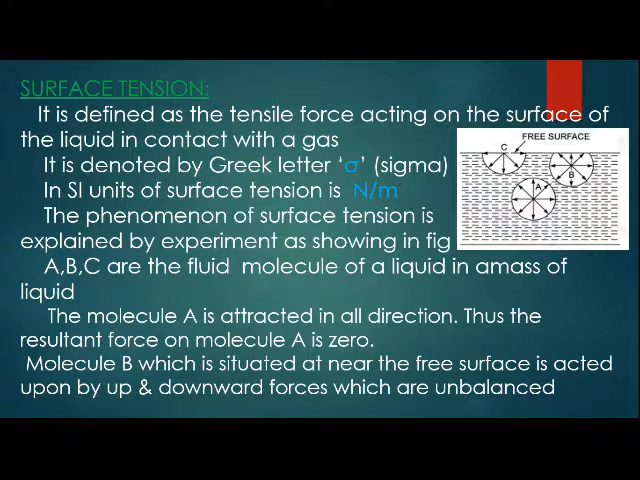 SURFACE TENSION:
It is defined as the tensile force acting on the surface of
the liquid in contact with a gas
It is denoted by Greek letter ‘σ’ (sigma)
In SI units of surface tension is N/m
The phenomenon of surface tension is
explained by experiment as showing in fig
A,B,C are the fluid molecule of a liquid in amass of
liquid
The molecule A is attracted in all direction. Thus the
resultant force on molecule A is zero.
Molecule B which is situated at near the free surface is acted
upon by up & downward forces which are unbalanced
FREE SURFACE
C
B
A